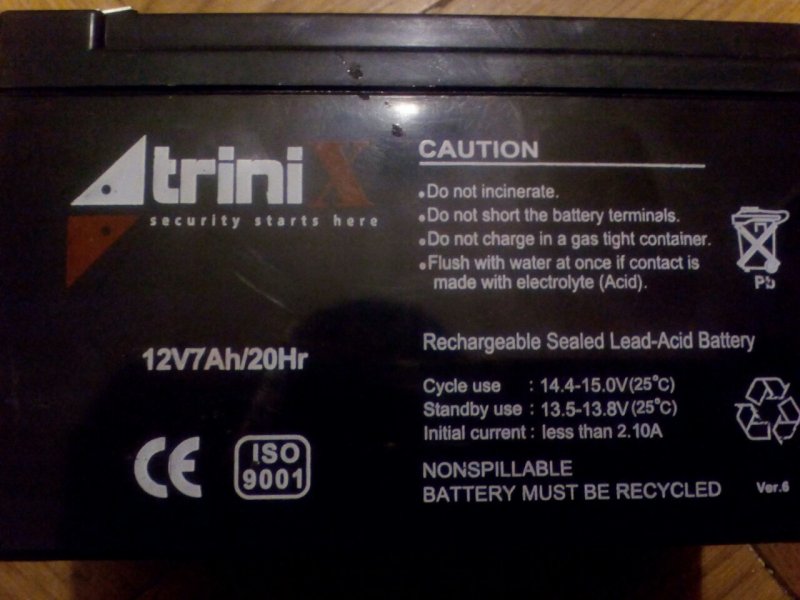 triniX
security starts here
12V7Ah/20Hr
CE
ISO
9001
CAUTION
•Do not incinerate.
•Do not short the battery terminals.
•Do not charge in a gas tight container.
•Flush with water at once if contact is
made with electrolyte (Acid).
Pb
Rechargeable Sealed Lead-Acid Battery
Cycle use : 14.4-15.0V(25°C)
Standby use : 13.5-13.8V(25°C)
Initial current : less than 2.10A
NONSPILLABLE
BATTERY MUST BE RECYCLED
Ver.6